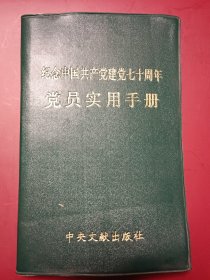 纪念中国共产党建党七十周年
党员实用手册
中央文献出版社